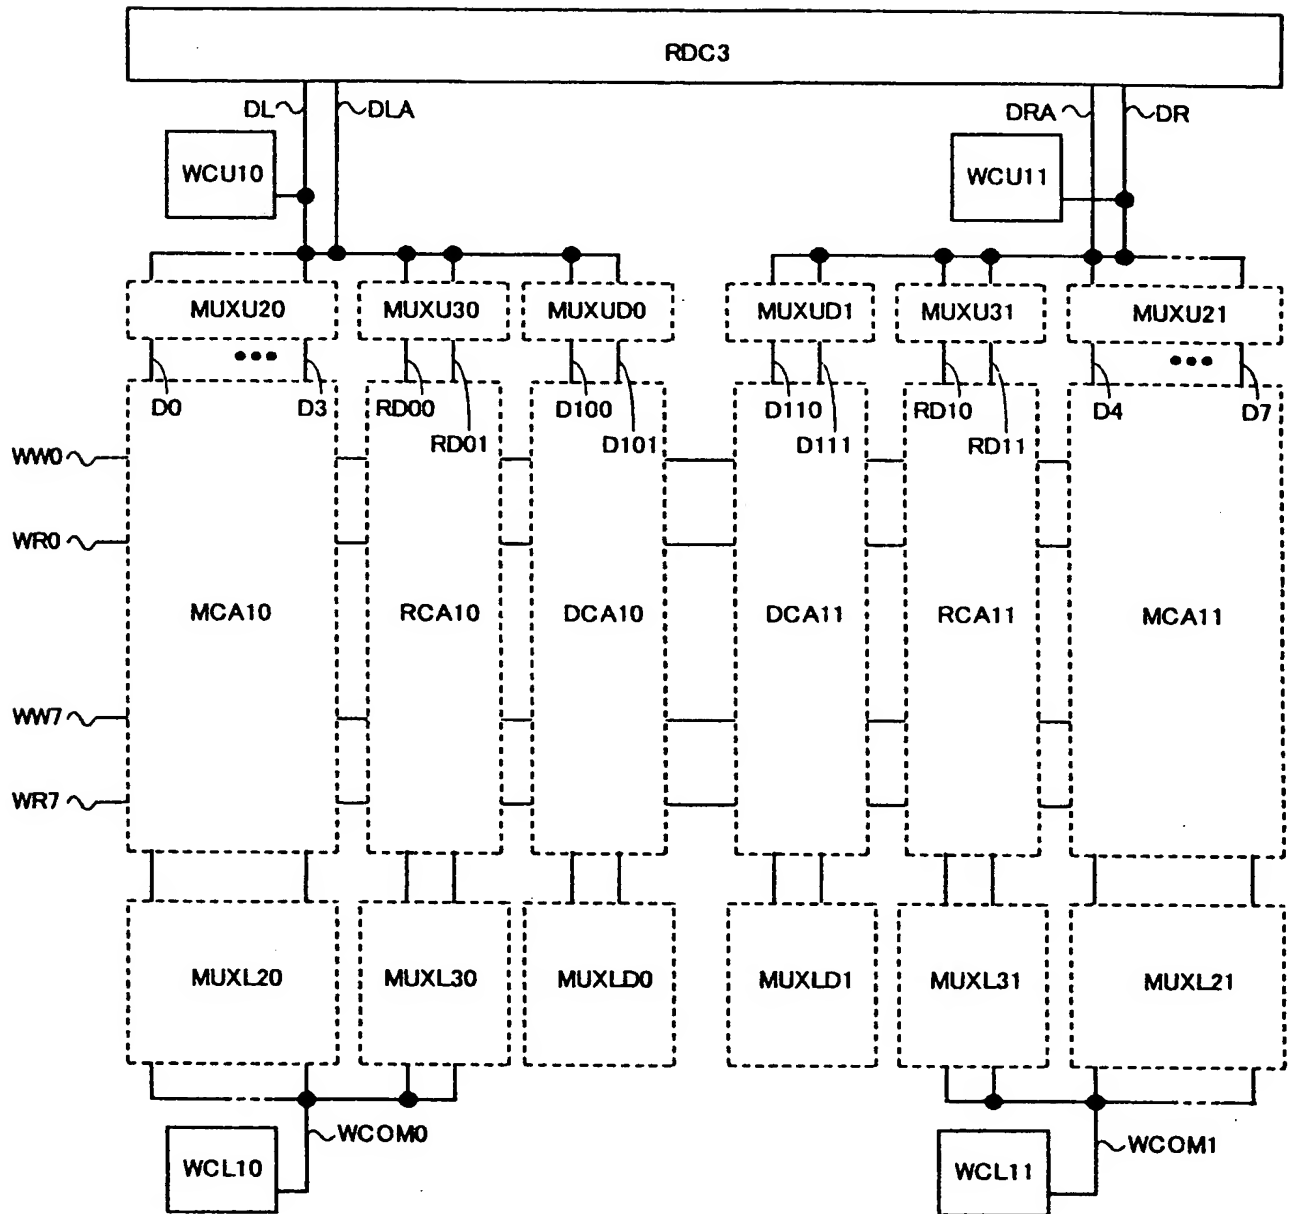 RDC3
DL DLA DRA DR
WCU10 WCU11
MUXU20 MUXU30 MUXUD0 MUXUD1 MUXU31 MUXU21
D0 ••• D3 RD00 RD01 D100 D101 D110 D111 RD10 RD11 D4 ••• D7
WW0
WR0
MCA10 RCA10 DCA10 DCA11 RCA11 MCA11
WW7
WR7
MUXL20 MUXL30 MUXLD0 MUXLD1 MUXL31 MUXL21
WCOM0 WCOM1
WCL10 WCL11